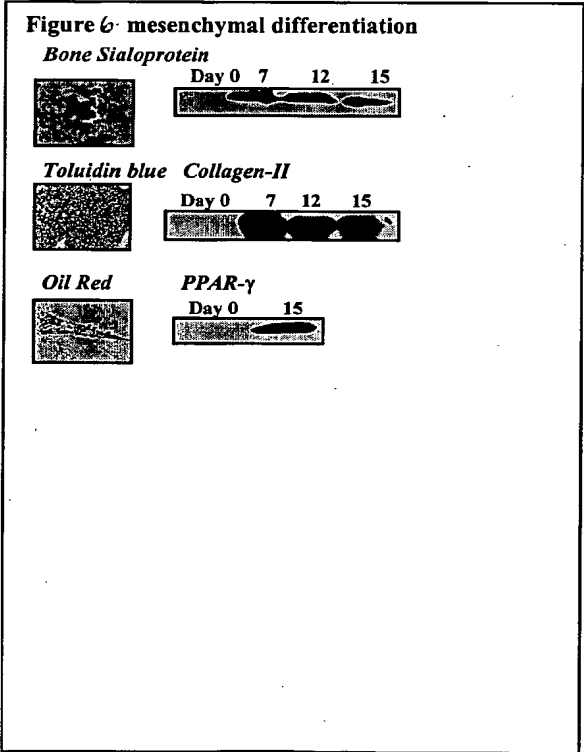 Figure 6 mesenchymal differentiation
Bone Sialoprotein
Day 0 7 12 15
Toluidin blue Collagen-II
Day 0 7 12 15
Oil Red PPAR-γ
Day 0 15